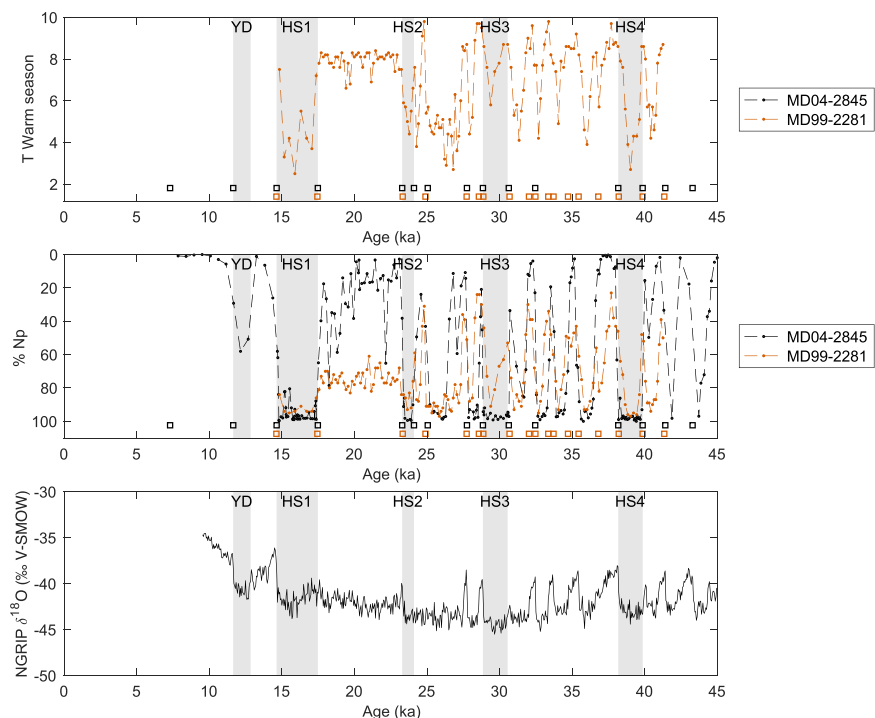 YD HS1 HS2 HS3 HS4
10
8
6
4
2
T Warm season
0 5 10 15 20 25 30 35 40 45
Age (ka)
MD04-2845
MD99-2281
YD HS1 HS2 HS3 HS4
0
20
40
60
80
100
% Np
0 5 10 15 20 25 30 35 40 45
Age (ka)
MD04-2845
MD99-2281
YD HS1 HS2 HS3 HS4
-30
-35
-40
-45
-50
NGRIP δ18O (‰ V-SMOW)
0 5 10 15 20 25 30 35 40 45
Age (ka)